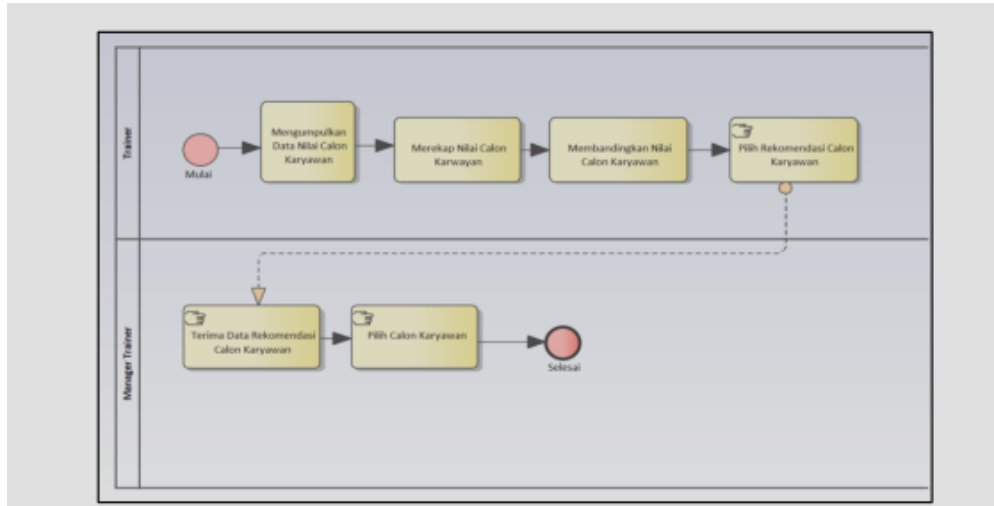 Trainer
Mulai
Mengumpulkan
Data Nilai Calon
Karyawan
Merekap Nilai Calon
Karwayan
Membandingkan Nilai
Calon Karyawan
Pilih Rekomendasi Calon
Karyawan
Manager Trainer
Terima Data Rekomendasi
Calon Karyawan
Pilih Calon Karyawan
Selesai